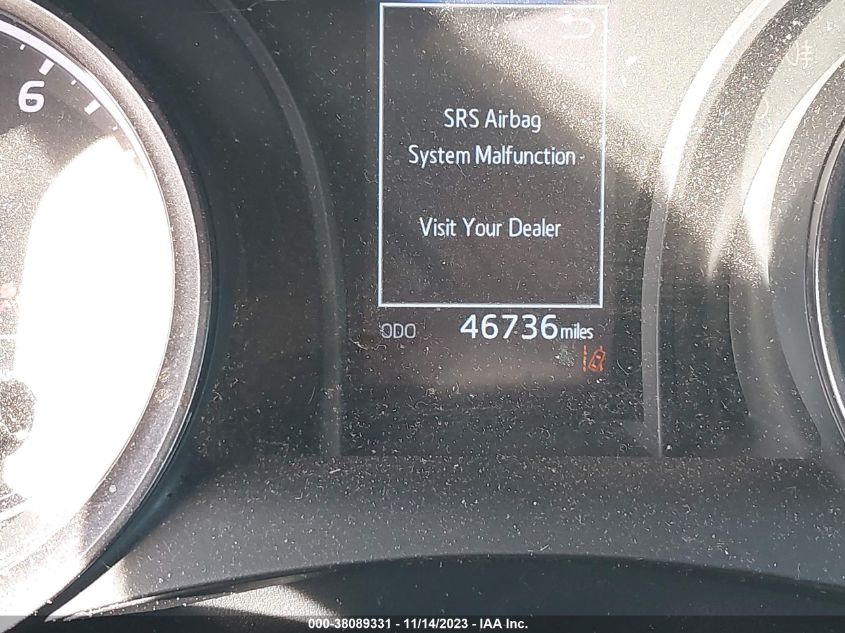 6
SRS Airbag
System Malfunction
Visit Your Dealer
ODO 46736 miles
000-38089331 - 11/14/2023 - IAA Inc.